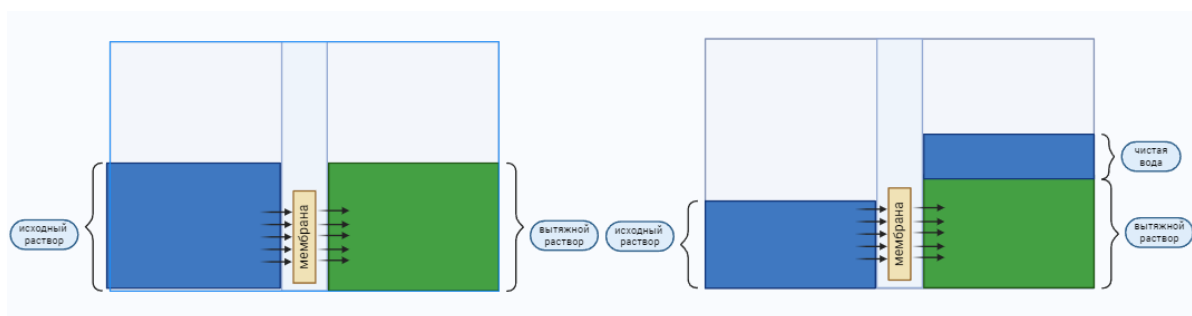 исходный
раствор
мембрана
вытяжной
раствор
исходный
раствор
мембрана
чистая
вода
вытяжной
раствор